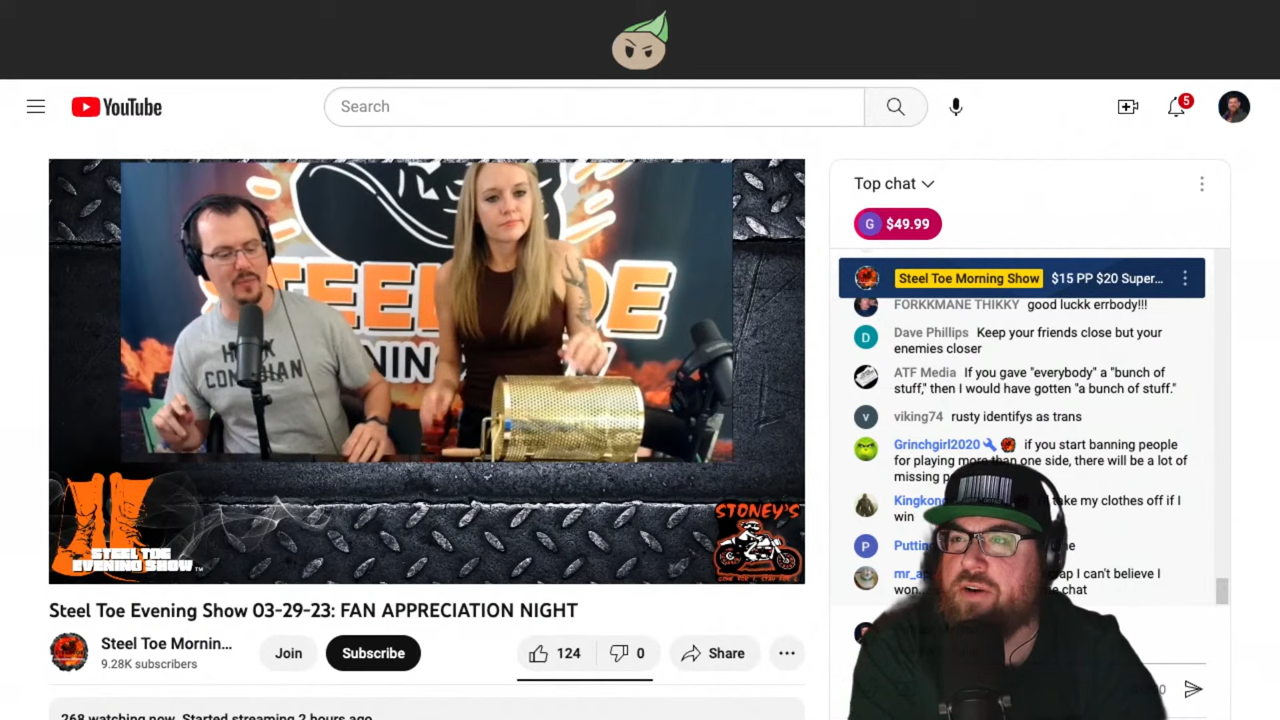 YouTube
Search
5
Top chat
G $49.99
Steel Toe Morning Show $15 PP $20 Super...
FORKKMANE THIKKY good luckk errbody!!!
D Dave Phillips Keep your friends close but your
enemies closer
ATF Media If you gave "everybody" a "bunch of
stuff," then I would have gotten "a bunch of stuff."
v viking74 rusty identifys as trans
Grinchgirl2020 if you start banning people
for playing more than one side, there will be a lot of
missing
take my clothes off if I
win
P
I can't believe I
won
chat
STEEL TOE
STEEL TOE
EVENING SHOW™
STONEY'S
Steel Toe Evening Show 03-29-23: FAN APPRECIATION NIGHT
Steel Toe Mornin...
9.28K subscribers
Join
Subscribe
124
0
Share
268 watching now Started streaming 2 hours ago